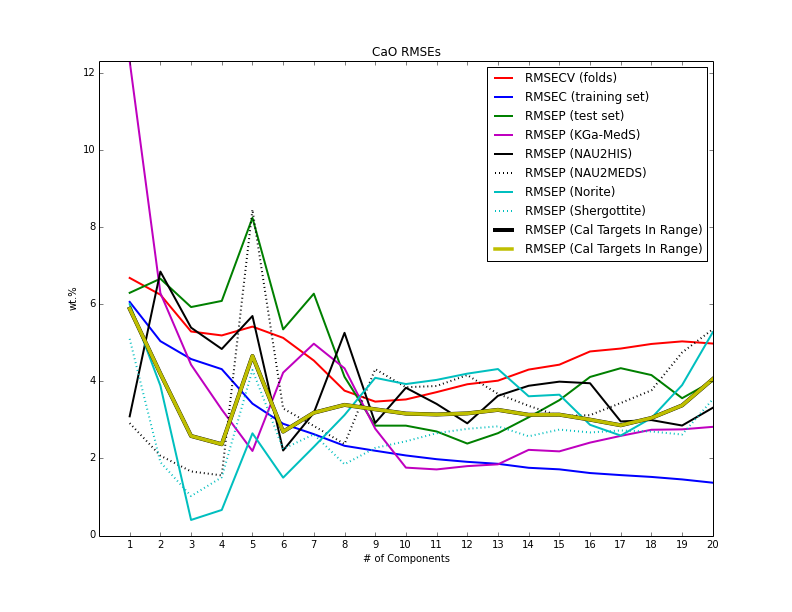 CaO RMSEs
RMSECV (folds)
RMSEC (training set)
RMSEP (test set)
RMSEP (KGa-MedS)
RMSEP (NAU2HIS)
RMSEP (NAU2MEDS)
RMSEP (Norite)
RMSEP (Shergottite)
RMSEP (Cal Targets In Range)
RMSEP (Cal Targets In Range)
wt.%
12
10
8
6
4
2
0
1 2 3 4 5 6 7 8 9 10 11 12 13 14 15 16 17 18 19 20
# of Components